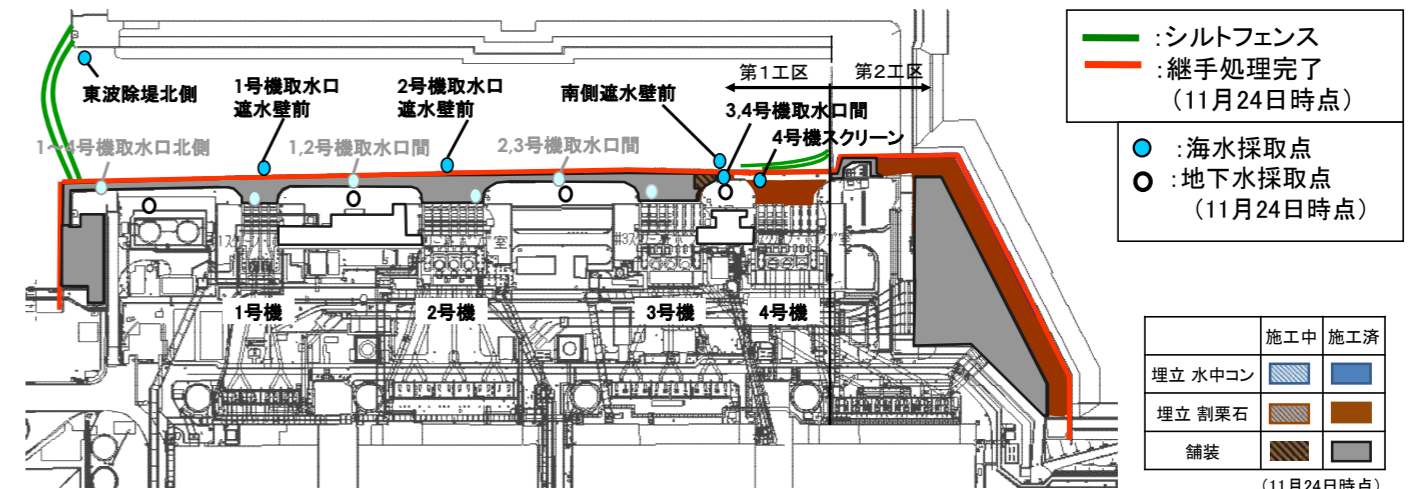 第1工区
第2工区
東波除堤北側
1号機取水口
遮水壁前
2号機取水口
遮水壁前
南側遮水壁前
3,4号機取水口間
4号機スクリーン
1～4号機取水口北側
1,2号機取水口間
2,3号機取水口間
1号機
2号機
3号機
4号機
:シルトフェンス
:継手処理完了
(11月24日時点)
:海水採取点
:地下水採取点
(11月24日時点)
施工中 施工済
埋立 水中コン
埋立 割栗石
舗装
(11月24日時点)